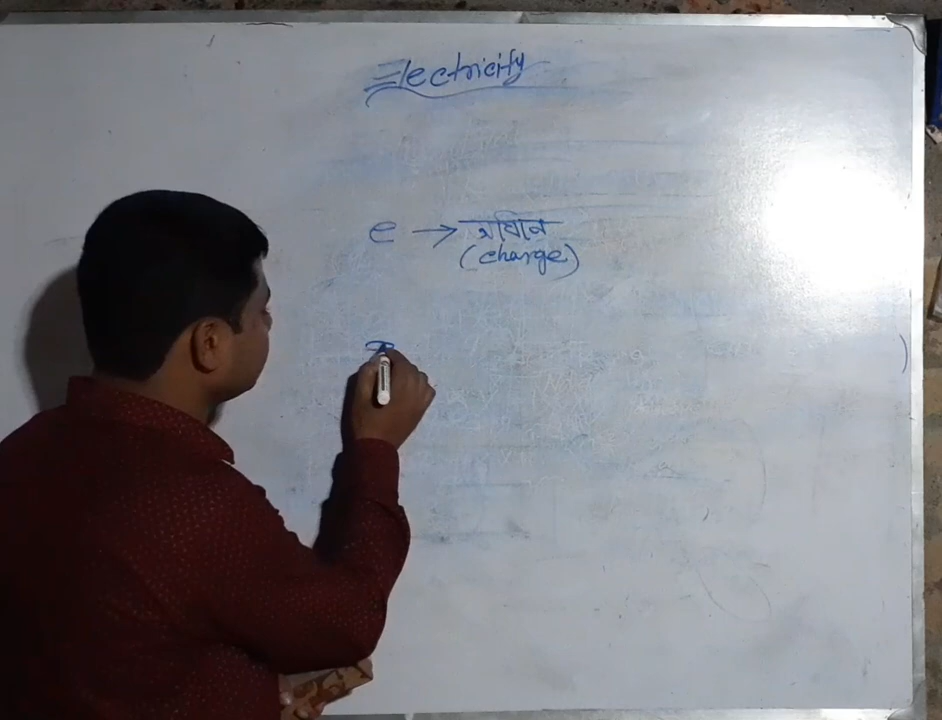 Electricity
e → আধান
(charge)